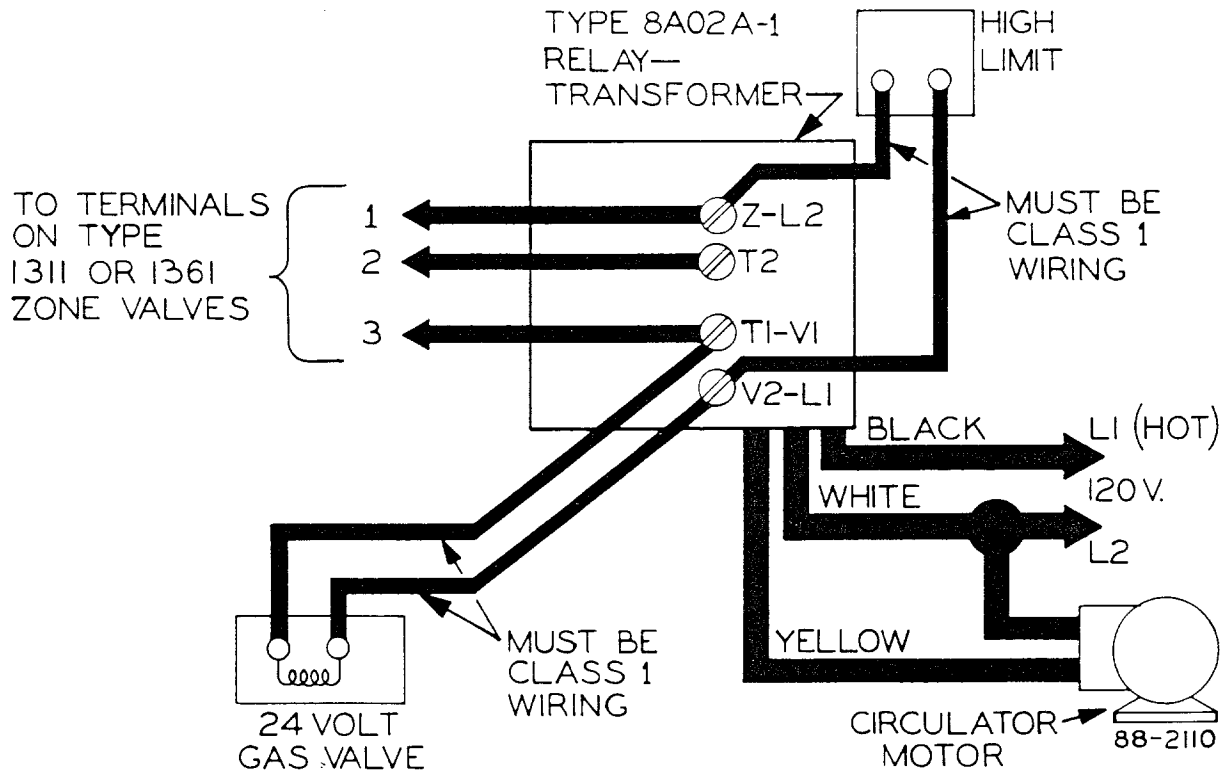 TYPE 8A02A-1
RELAY—
TRANSFORMER
HIGH
LIMIT
TO TERMINALS
ON TYPE
1311 OR 1361
ZONE VALVES
1
2
3
Z-L2
T2
T1-V1
V2-L1
MUST BE
CLASS 1
WIRING
BLACK
L1 (HOT)
120 V.
WHITE
L2
YELLOW
MUST BE
CLASS 1
WIRING
24 VOLT
GAS VALVE
CIRCULATOR
MOTOR
88-2110